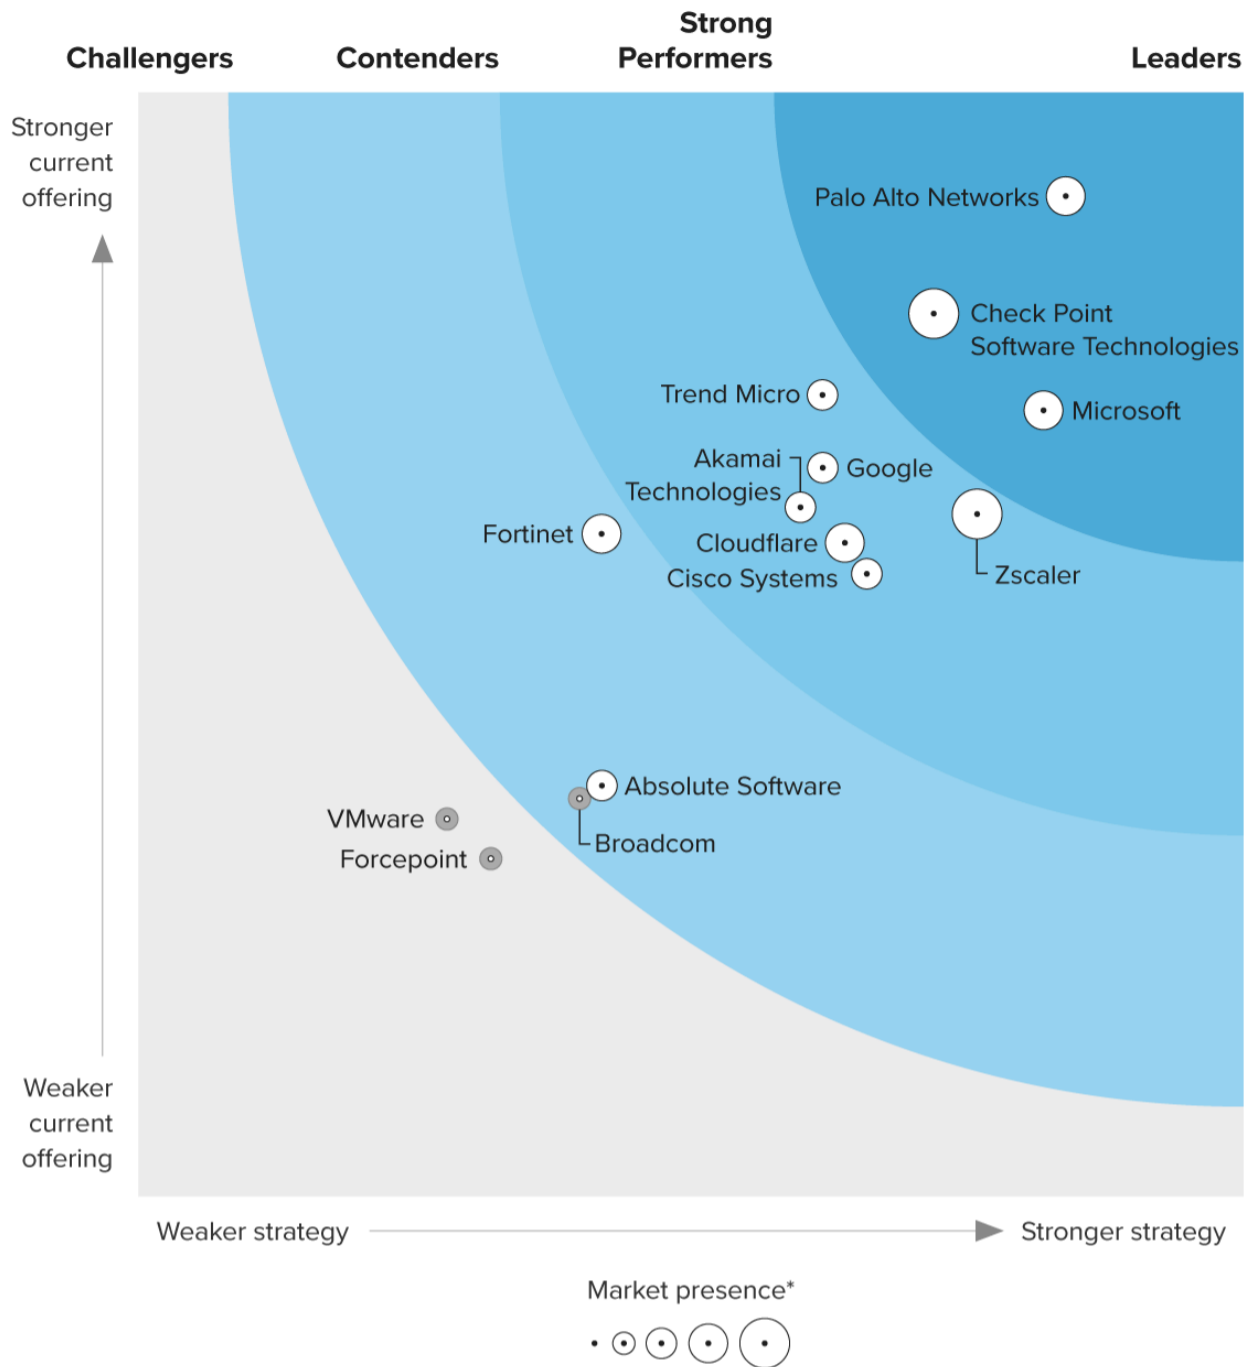 Challengers
Contenders
Strong
Performers
Leaders
Stronger
current
offering
Palo Alto Networks
Check Point
Software Technologies
Trend Micro
Microsoft
Akamai
Technologies
Google
Fortinet
Cloudflare
Cisco Systems
Zscaler
Absolute Software
VMware
Broadcom
Forcepoint
Weaker
current
offering
Weaker strategy
Stronger strategy
Market presence*